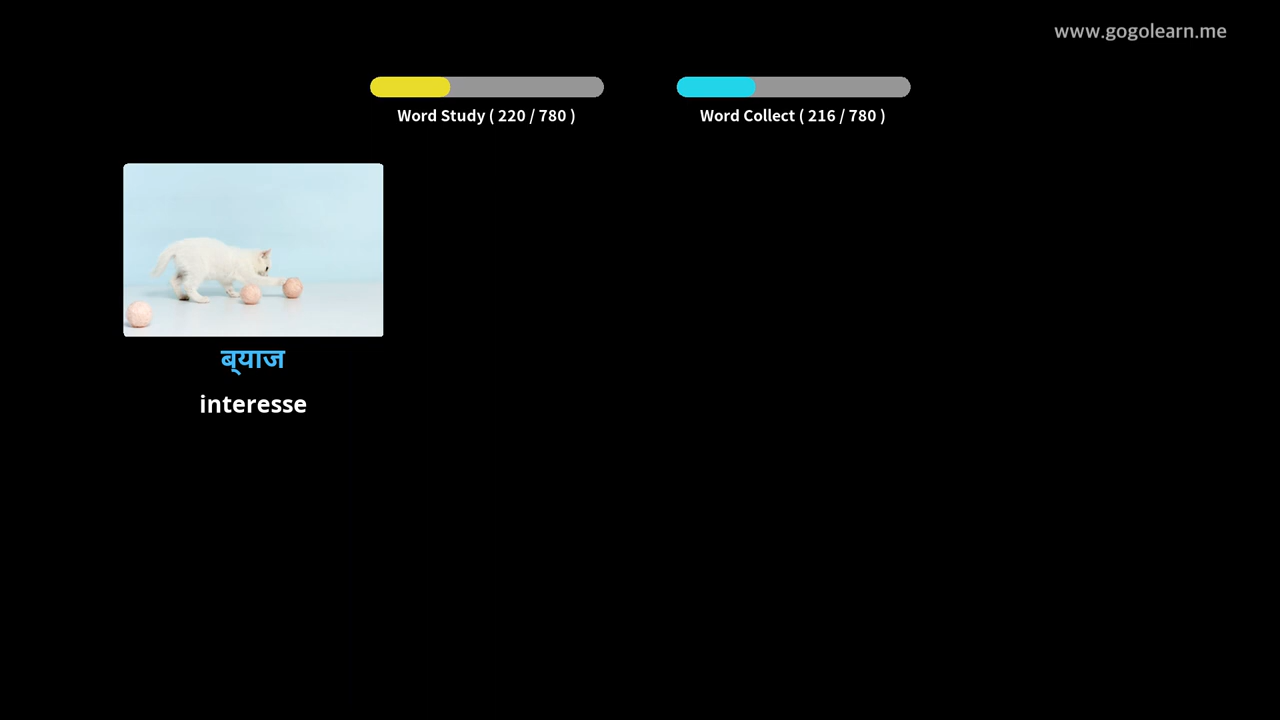 www.gogolearn.me
Word Study ( 220 / 780 )
Word Collect ( 216 / 780 )
ब्याज
interesse